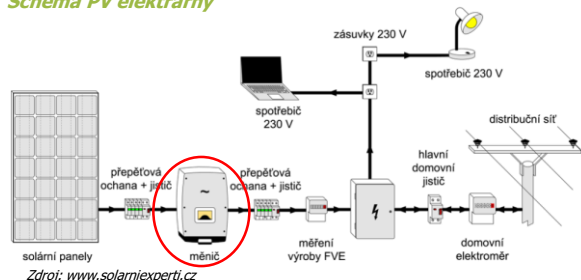 Schéma PV elektrárny
zásuvky 230 V
spotřebič 230 V
spotřebič
230 V
distribuční síť
hlavní
domovní
jistič
přepěťová
ochana + jistič
přepěťová
ochana + jistič
solární panely
měnič
měření
výroby FVE
domovní
elektroměr
Zdroj: www.solarniexperti.cz